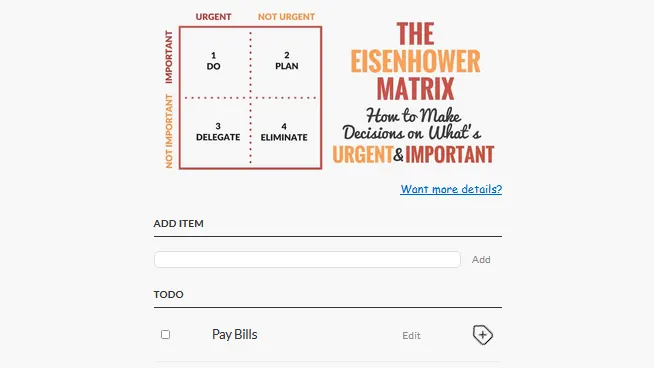 URGENT NOT URGENT
IMPORTANT
NOT IMPORTANT
1
DO
2
PLAN
3
DELEGATE
4
ELIMINATE
THE
EISENHOWER
MATRIX
How to Make
Decisions on What's
URGENT&IMPORTANT
Want more details?
ADD ITEM
Add
TODO
Pay Bills Edit